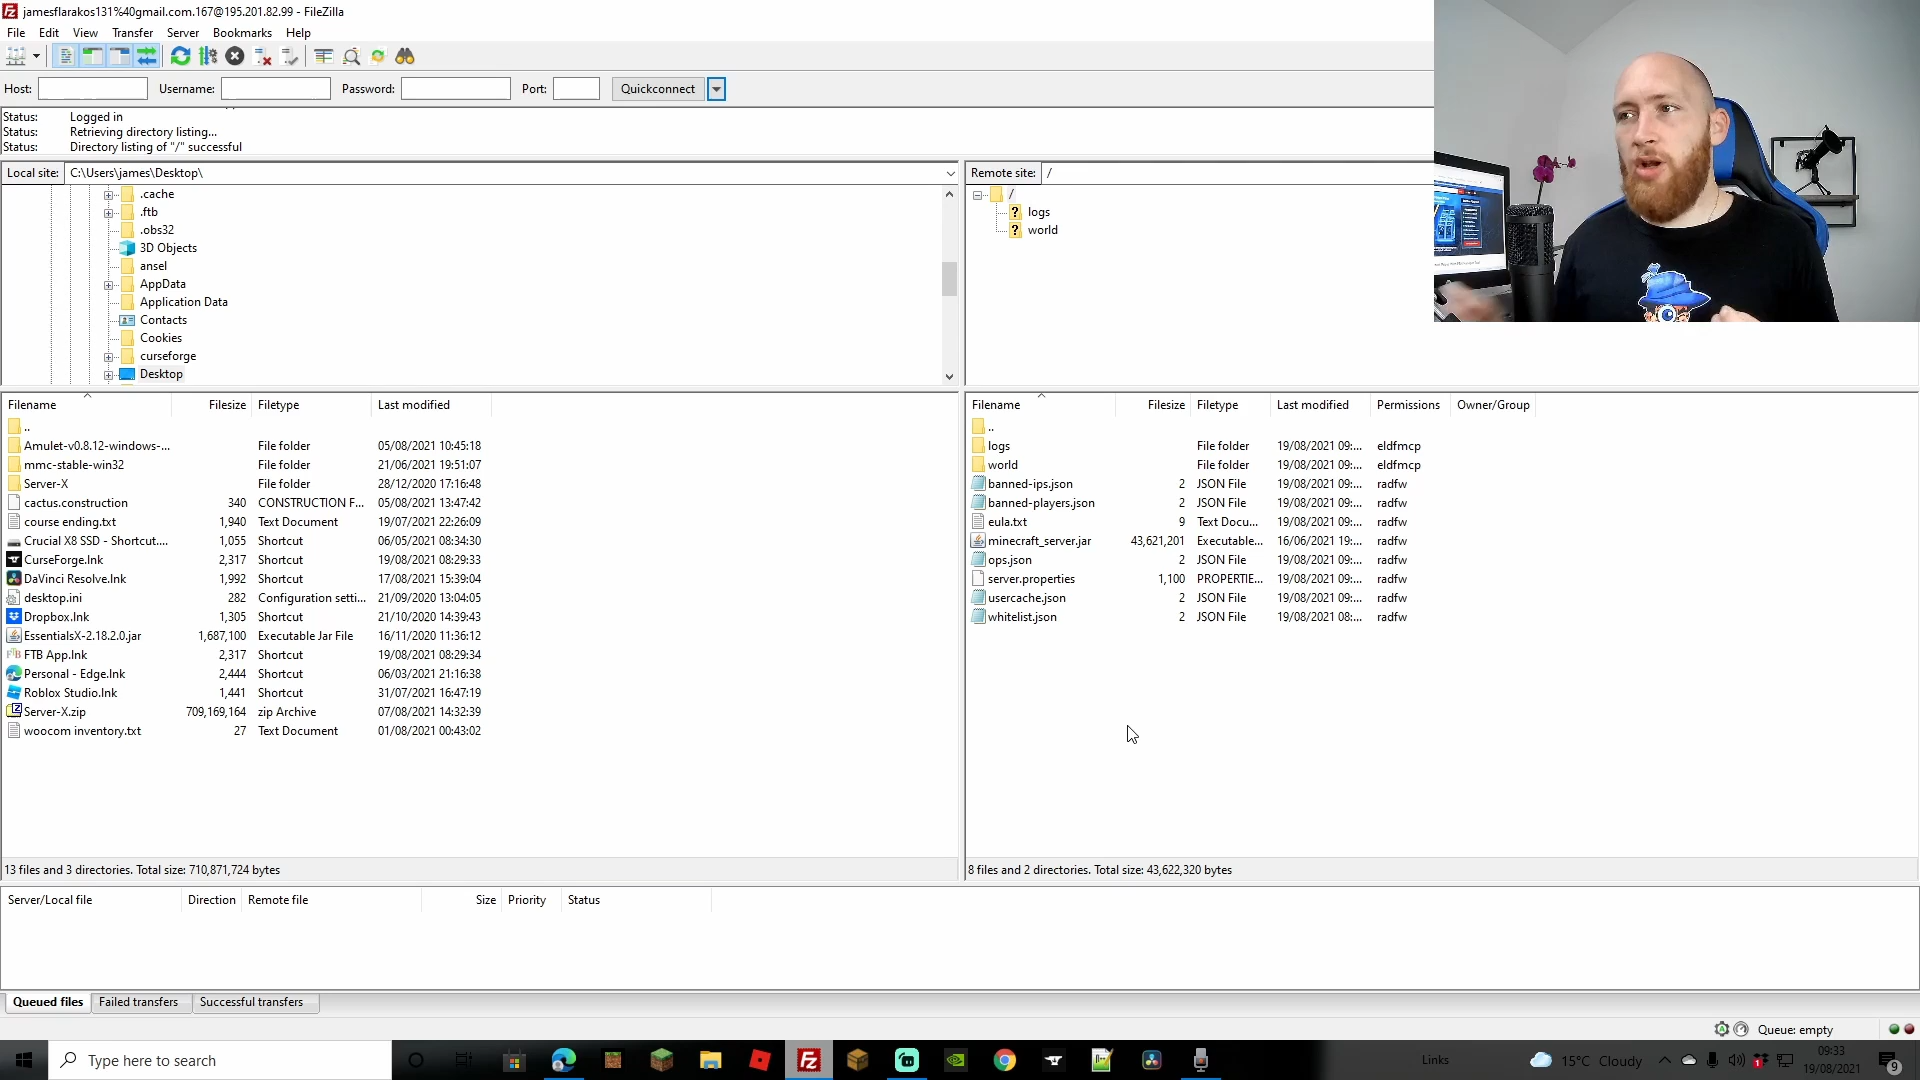 jamesflarakos131%40gmail.com.167@195.201.82.99 - FileZilla
File Edit View Transfer Server Bookmarks Help
Host: Username: Password: Port: Quickconnect
Status: Logged in
Status: Retrieving directory listing...
Status: Directory listing of "/" successful
Local site: C:\Users\james\Desktop\
.cache
.ftb
.obs32
3D Objects
ansel
AppData
Application Data
Contacts
Cookies
curseforge
Desktop
Remote site: /
/
logs
world
Filename Filesize Filetype Last modified
..
Amulet-v0.8.12-windows-... File folder 05/08/2021 10:45:18
mmc-stable-win32 File folder 21/06/2021 19:51:07
Server-X File folder 28/12/2020 17:16:48
cactus.construction 340 CONSTRUCTION F... 05/08/2021 13:47:42
course ending.txt 1,940 Text Document 19/07/2021 22:26:09
Crucial X8 SSD - Shortcut.... 1,055 Shortcut 06/05/2021 08:34:30
CurseForge.lnk 2,317 Shortcut 19/08/2021 08:29:33
DaVinci Resolve.lnk 1,992 Shortcut 17/08/2021 15:39:04
desktop.ini 282 Configuration setti... 21/09/2020 13:04:05
Dropbox.lnk 1,305 Shortcut 21/10/2020 14:39:43
EssentialsX-2.18.2.0.jar 1,687,100 Executable Jar File 16/11/2020 11:36:12
FTB App.lnk 2,317 Shortcut 19/08/2021 08:29:34
Personal - Edge.lnk 2,444 Shortcut 06/03/2021 21:16:38
Roblox Studio.lnk 1,441 Shortcut 31/07/2021 16:47:19
Server-X.zip 709,169,164 zip Archive 07/08/2021 14:32:39
woocom inventory.txt 27 Text Document 01/08/2021 00:43:02
13 files and 3 directories. Total size: 710,871,724 bytes
Filename Filesize Filetype Last modified Permissions Owner/Group
..
logs File folder 19/08/2021 09:... eldfmcp
world File folder 19/08/2021 09:... eldfmcp
banned-ips.json 2 JSON File 19/08/2021 09:... radfw
banned-players.json 2 JSON File 19/08/2021 09:... radfw
eula.txt 9 Text Docu... 19/08/2021 09:... radfw
minecraft_server.jar 43,621,201 Executable... 16/06/2021 19:... radfw
ops.json 2 JSON File 19/08/2021 09:... radfw
server.properties 1,100 PROPERTIE... 19/08/2021 09:... radfw
usercache.json 2 JSON File 19/08/2021 09:... radfw
whitelist.json 2 JSON File 19/08/2021 08:... radfw
8 files and 2 directories. Total size: 43,622,320 bytes
Server/Local file Direction Remote file Size Priority Status
Queued files Failed transfers Successful transfers
Queue: empty
Type here to search
Links 15°C Cloudy
09:33
19/08/2021
9